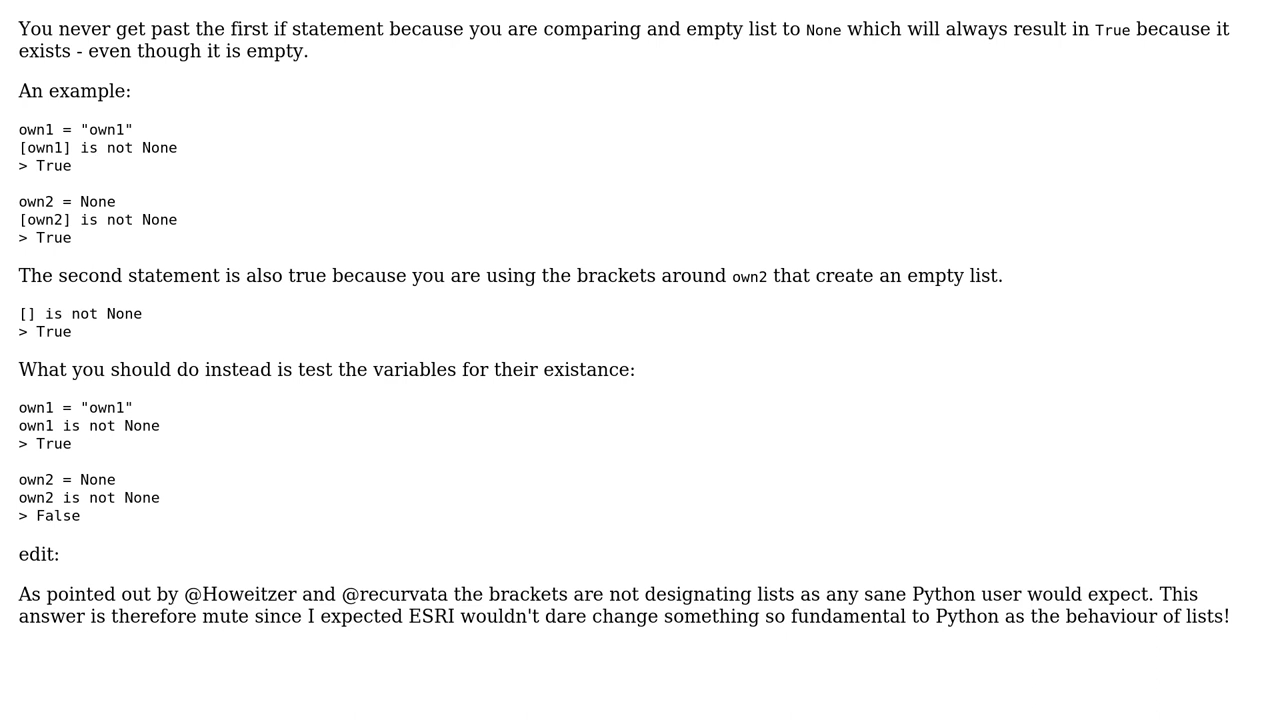 You never get past the first if statement because you are comparing and empty list to None which will always result in True because it
exists - even though it is empty.
An example:
own1 = "own1"
[own1] is not None
> True
own2 = None
[own2] is not None
> True
The second statement is also true because you are using the brackets around own2 that create an empty list.
[] is not None
> True
What you should do instead is test the variables for their existance:
own1 = "own1"
own1 is not None
> True
own2 = None
own2 is not None
> False
edit:
As pointed out by @Howeitzer and @recurvata the brackets are not designating lists as any sane Python user would expect. This
answer is therefore mute since I expected ESRI wouldn't dare change something so fundamental to Python as the behaviour of lists!